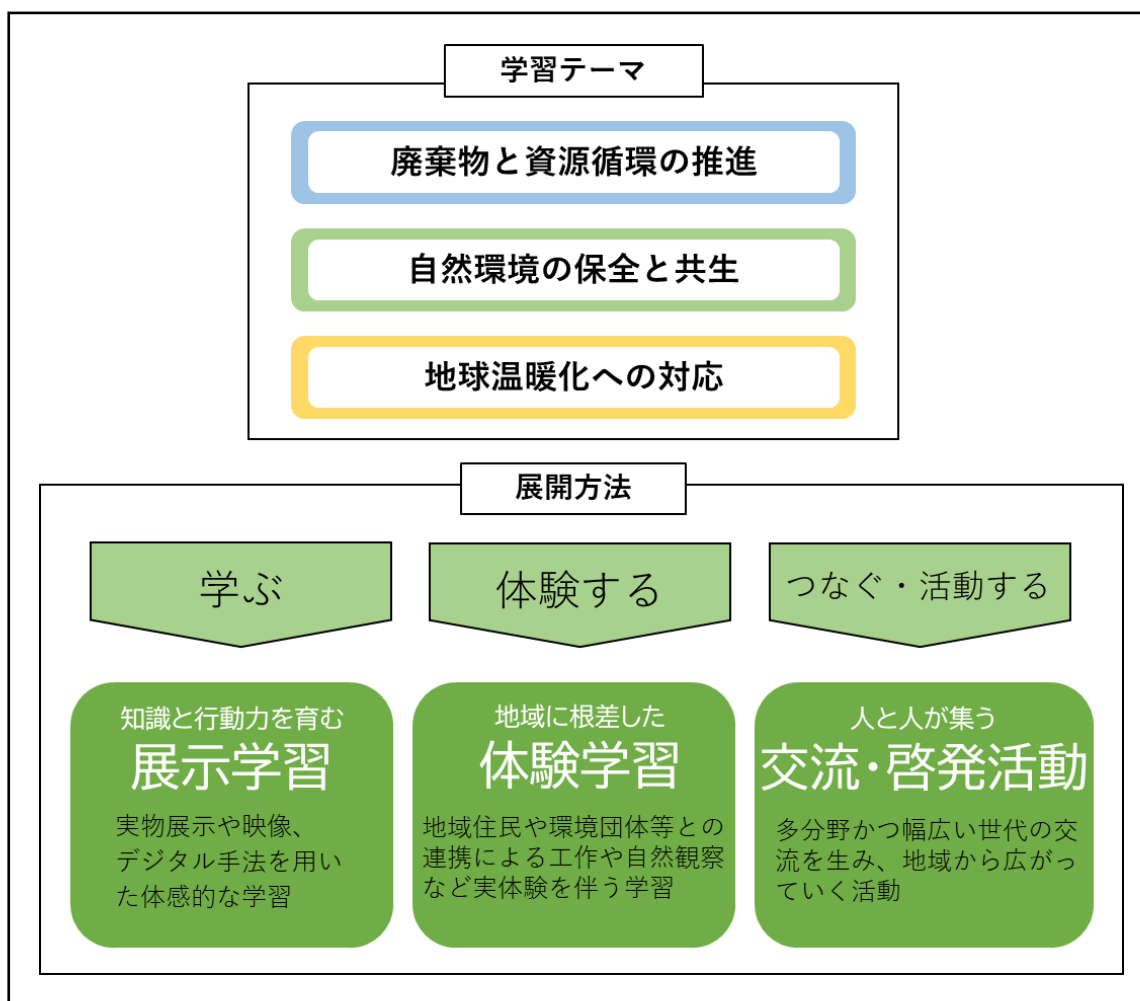 学習テーマ
廃棄物と資源循環の推進
自然環境の保全と共生
地球温暖化への対応
展開方法
学ぶ
体験する
つなぐ・活動する
知識と行動力を育む
展示学習
実物展示や映像、
デジタル手法を用い
た体感的な学習
地域に根差した
体験学習
地域住民や環境団体等との
連携による工作や自然観察
など実体験を伴う学習
人と人が集う
交流・啓発活動
多分野かつ幅広い世代の交
流を生み、地域から広がっ
ていく活動